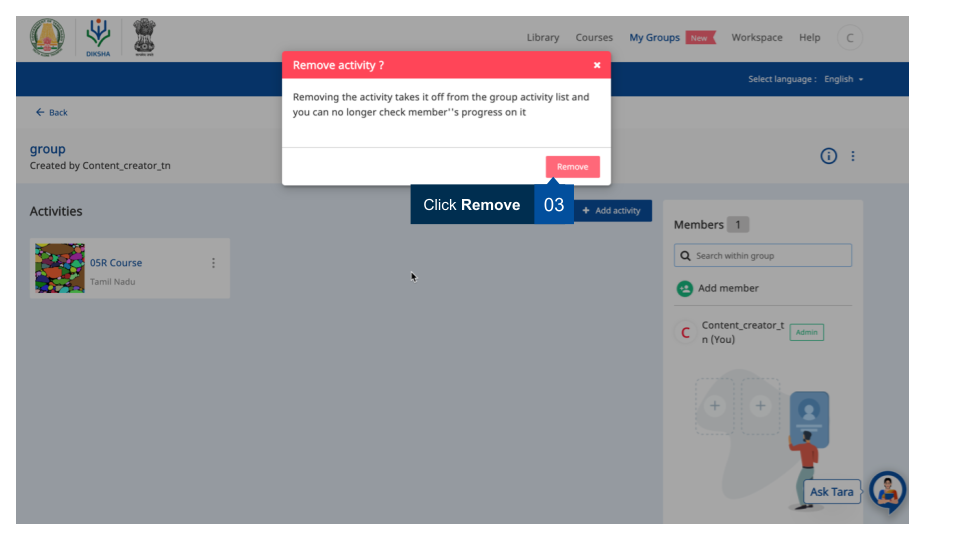 DIKSHA
Library Courses My Groups New Workspace Help C
Remove activity ? ×
Select language : English
Removing the activity takes it off from the group activity list and
you can no longer check member''s progress on it
← Back
group
Created by Content_creator_tn
Remove
Click Remove 03
Activities
+ Add activity
Members 1
Search within group
05R Course
Tamil Nadu
Add member
C Content_creator_t
n (You)
Admin
Ask Tara